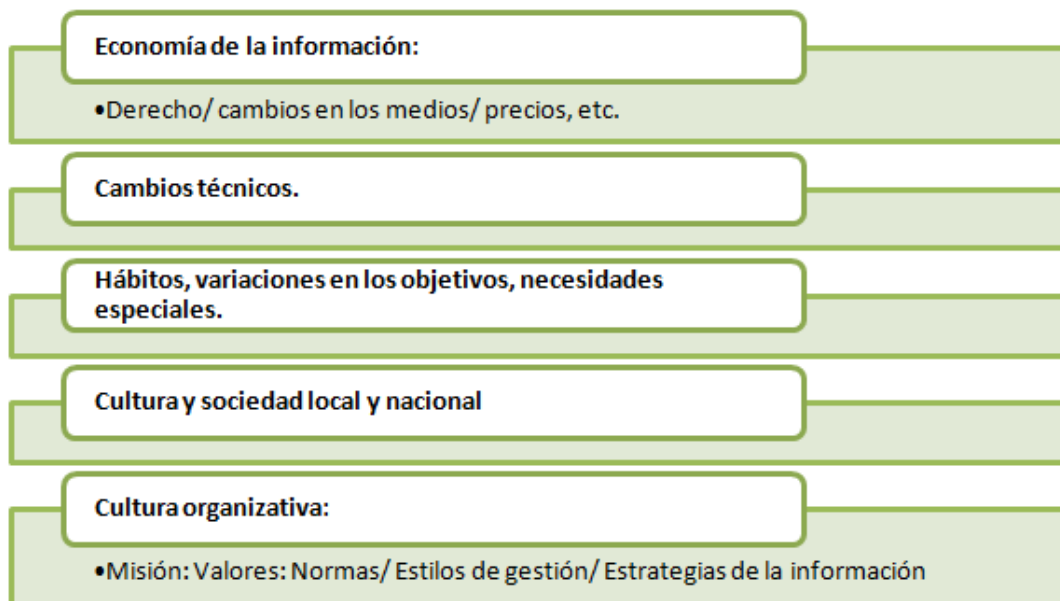 Economía de la información:
•Derecho/ cambios en los medios/ precios, etc.
Cambios técnicos.
Hábitos, variaciones en los objetivos, necesidades
especiales.
Cultura y sociedad local y nacional
Cultura organizativa:
•Misión: Valores: Normas/ Estilos de gestión/ Estrategias de la información